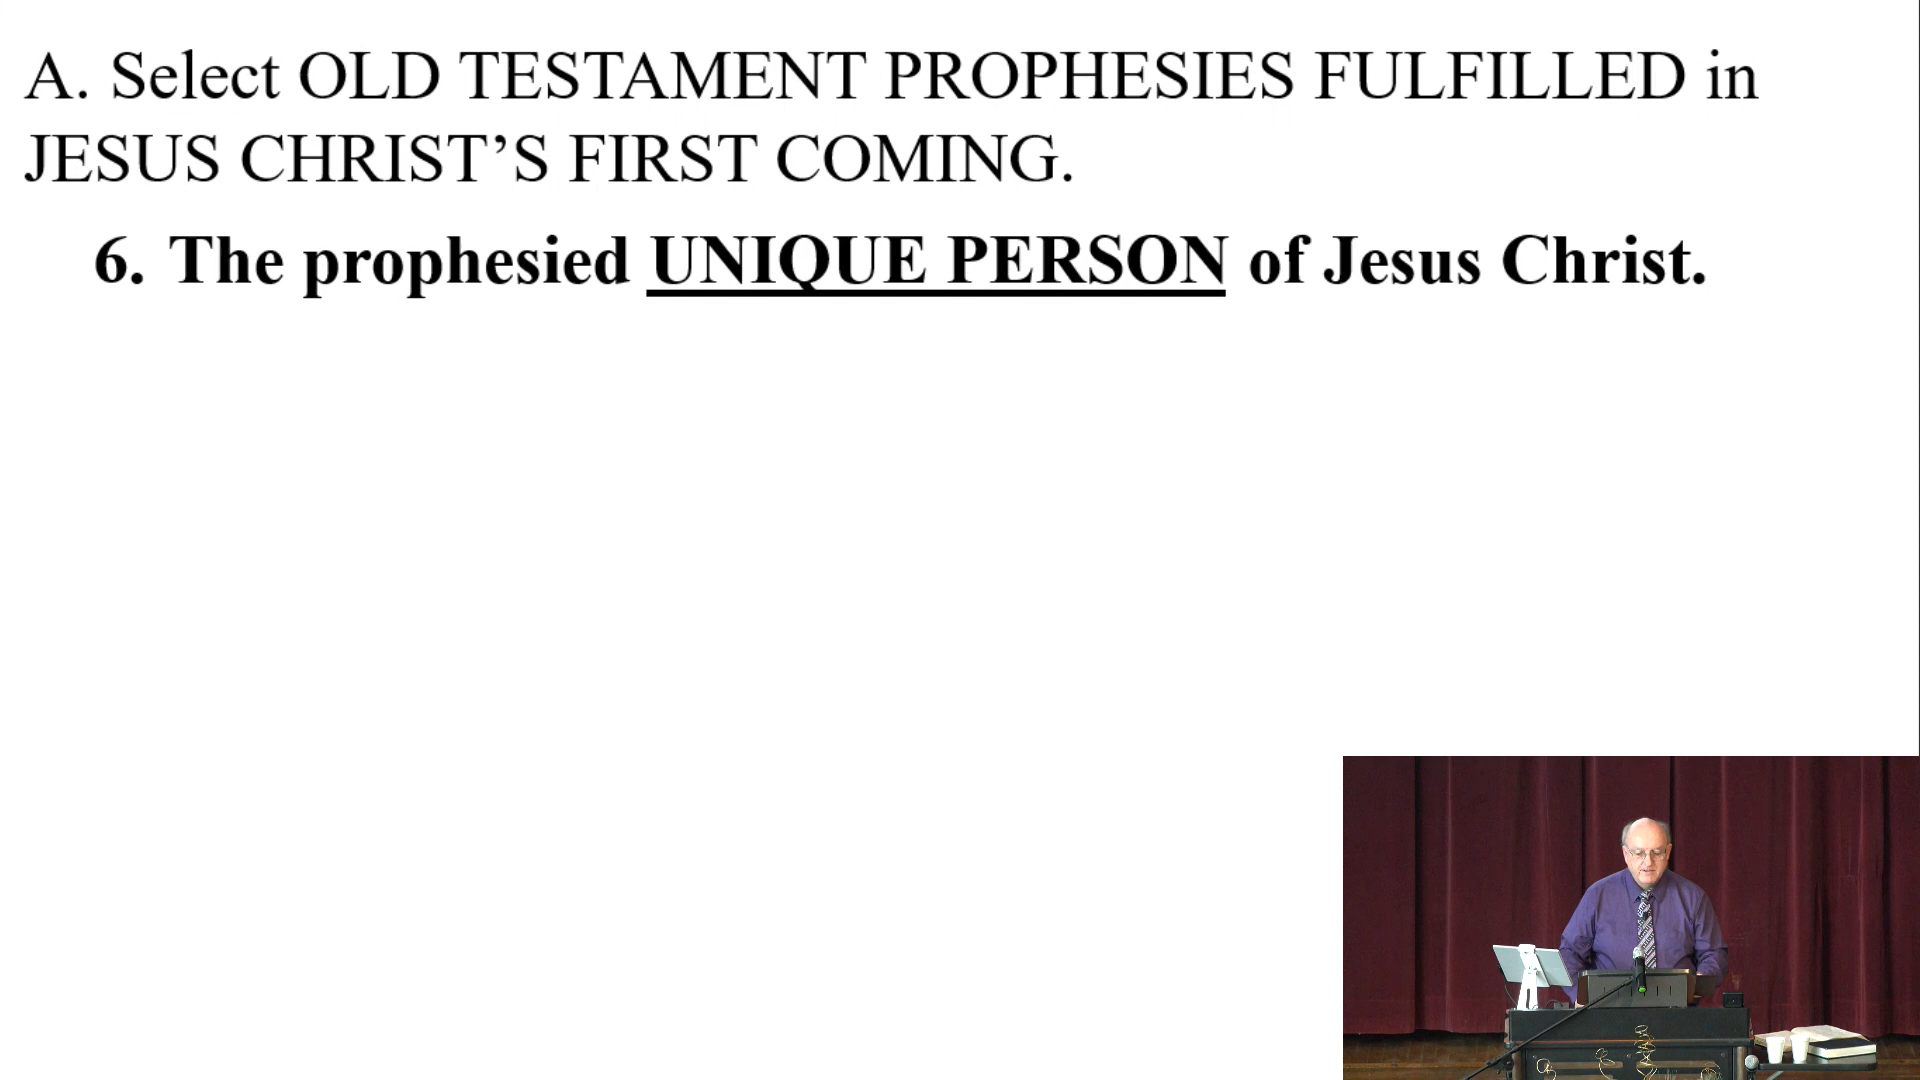 A. Select OLD TESTAMENT PROPHESIES FULFILLED in
JESUS CHRIST’S FIRST COMING.
6. The prophesied UNIQUE PERSON of Jesus Christ.